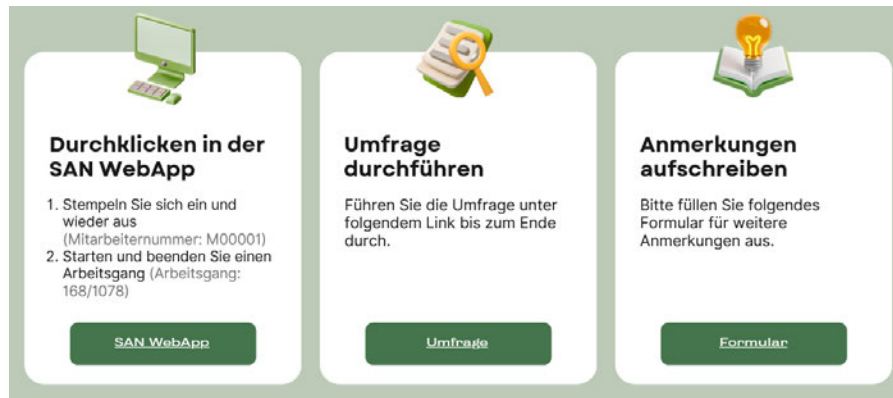 Durchklicken in der
SAN WebApp
1. Stempeln Sie sich ein und
wieder aus
(Mitarbeiternummer: M00001)
2. Starten und beenden Sie einen
Arbeitsgang (Arbeitsgang:
168/1078)
SAN WebApp
Umfrage
durchführen
Führen Sie die Umfrage unter
folgendem Link bis zum Ende
durch.
Umfrage
Anmerkungen
aufschreiben
Bitte füllen Sie folgendes
Formular für weitere
Anmerkungen aus.
Formular